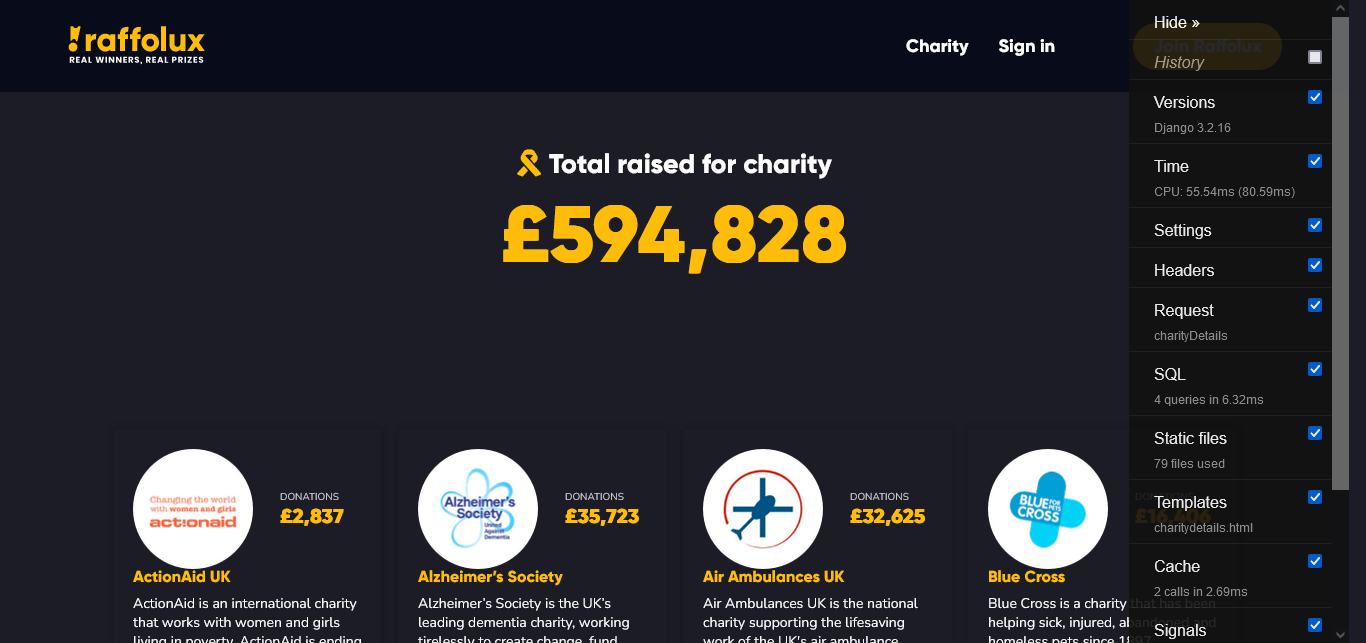 raffolux
REAL WINNERS, REAL PRIZES
Charity
Sign in
Join Raffolux
Hide »
History
Versions
Django 3.2.16
Time
CPU: 55.54ms (80.59ms)
Settings
Headers
Request
charityDetails
SQL
4 queries in 6.32ms
Static files
79 files used
Templates
charitydetails.html
Cache
2 calls in 2.69ms
Signals
Total raised for charity
£594,828
Changing the world
with women and girls
act!onaid
DONATIONS
£2,837
ActionAid UK
ActionAid is an international charity
that works with women and girls
living in poverty. ActionAid is ending
Alzheimer's
Society
United
Against
Dementia
DONATIONS
£35,723
Alzheimer’s Society
Alzheimer’s Society is the UK’s
leading dementia charity, working
tirelessly to create change, fund
DONATIONS
£32,625
Air Ambulances UK
Air Ambulances UK is the national
charity supporting the lifesaving
work of the UK's air ambulance
BLUE FOR PETS
CROSS
£16,406
Blue Cross
Blue Cross is a charity that has been
helping sick, injured, abandoned and
homeless pets since 1897